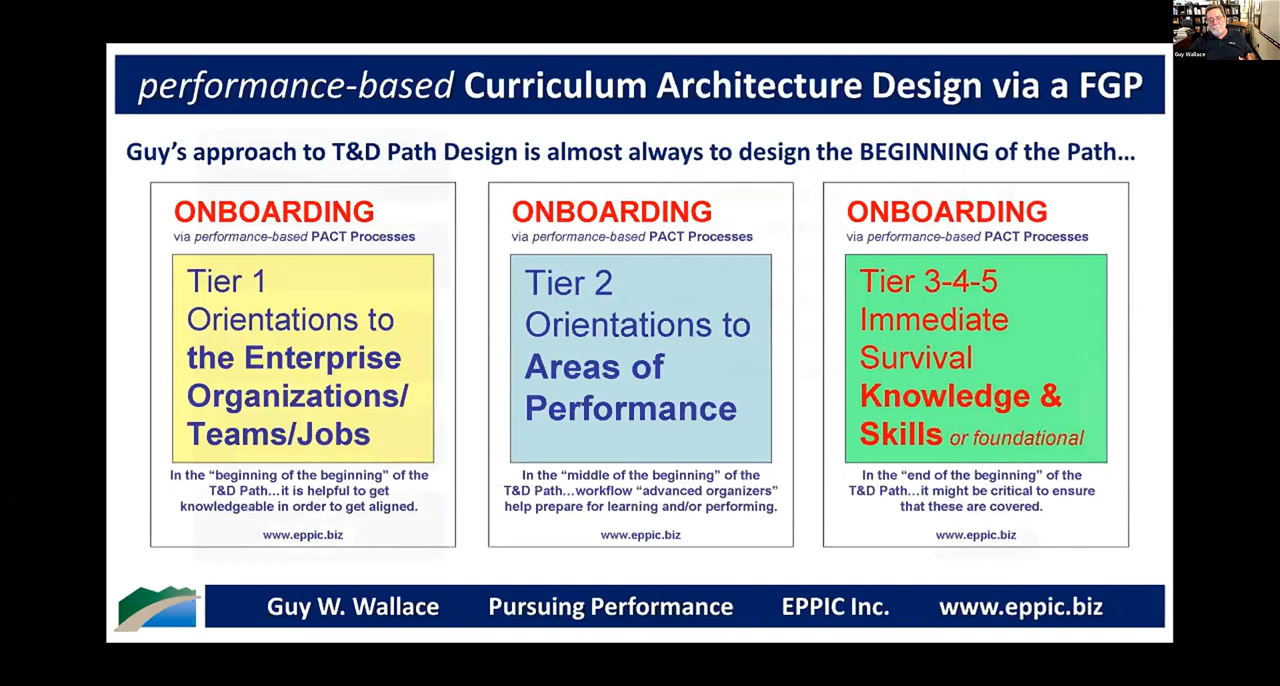 Guy Wallace
performance-based Curriculum Architecture Design via a FGP
Guy's approach to T&D Path Design is almost always to design the BEGINNING of the Path…
ONBOARDING
via performance-based PACT Processes
Tier 1
Orientations to
the Enterprise
Organizations/
Teams/Jobs
In the “beginning of the beginning” of the
T&D Path…it is helpful to get
knowledgeable in order to get aligned.
www.eppic.biz
ONBOARDING
via performance-based PACT Processes
Tier 2
Orientations to
Areas of
Performance
In the “middle of the beginning” of the
T&D Path…workflow “advanced organizers”
help prepare for learning and/or performing.
www.eppic.biz
ONBOARDING
via performance-based PACT Processes
Tier 3-4-5
Immediate
Survival
Knowledge &
Skills or foundational
In the “end of the beginning” of the
T&D Path…it might be critical to ensure
that these are covered.
www.eppic.biz
Guy W. Wallace Pursuing Performance EPPIC Inc. www.eppic.biz